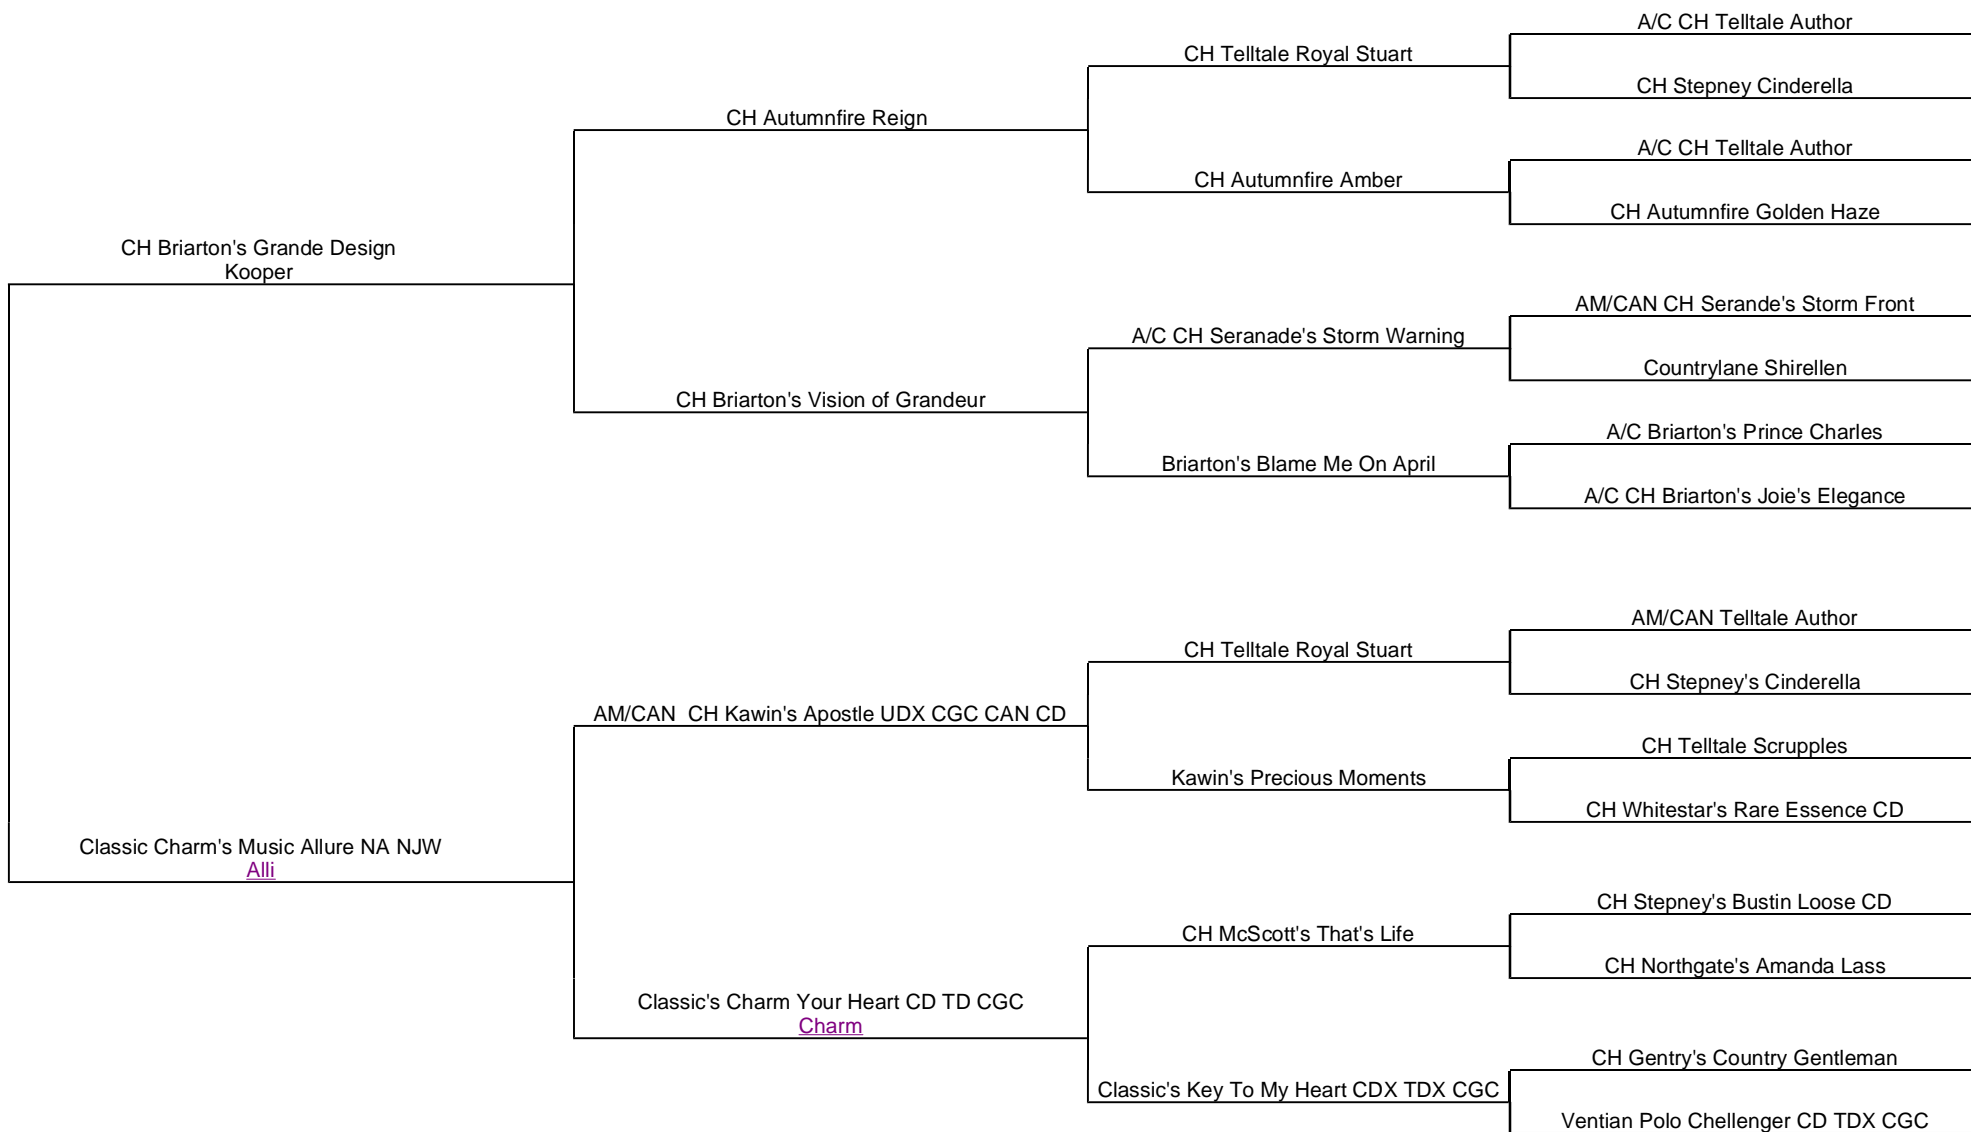 A/C CH Telltale Author
CH Telltale Royal Stuart
CH Stepney Cinderella
CH Autumnfire Reign
A/C CH Telltale Author
CH Autumnfire Amber
CH Autumnfire Golden Haze
CH Briarton's Grande Design
Kooper
AM/CAN CH Serande's Storm Front
A/C CH Seranade's Storm Warning
Countrylane Shirellen
CH Briarton's Vision of Grandeur
A/C Briarton's Prince Charles
Briarton's Blame Me On April
A/C CH Briarton's Joie's Elegance
AM/CAN Telltale Author
CH Telltale Royal Stuart
CH Stepney's Cinderella
AM/CAN  CH Kawin's Apostle UDX CGC CAN CD
CH Telltale Scrupples
Kawin's Precious Moments
CH Whitestar's Rare Essence CD
Classic Charm's Music Allure NA NJW
Alli
CH Stepney's Bustin Loose CD
CH McScott's That's Life
CH Northgate's Amanda Lass
Classic's Charm Your Heart CD TD CGC
Charm
CH Gentry's Country Gentleman
Classic's Key To My Heart CDX TDX CGC
Ventian Polo Chellenger CD TDX CGC